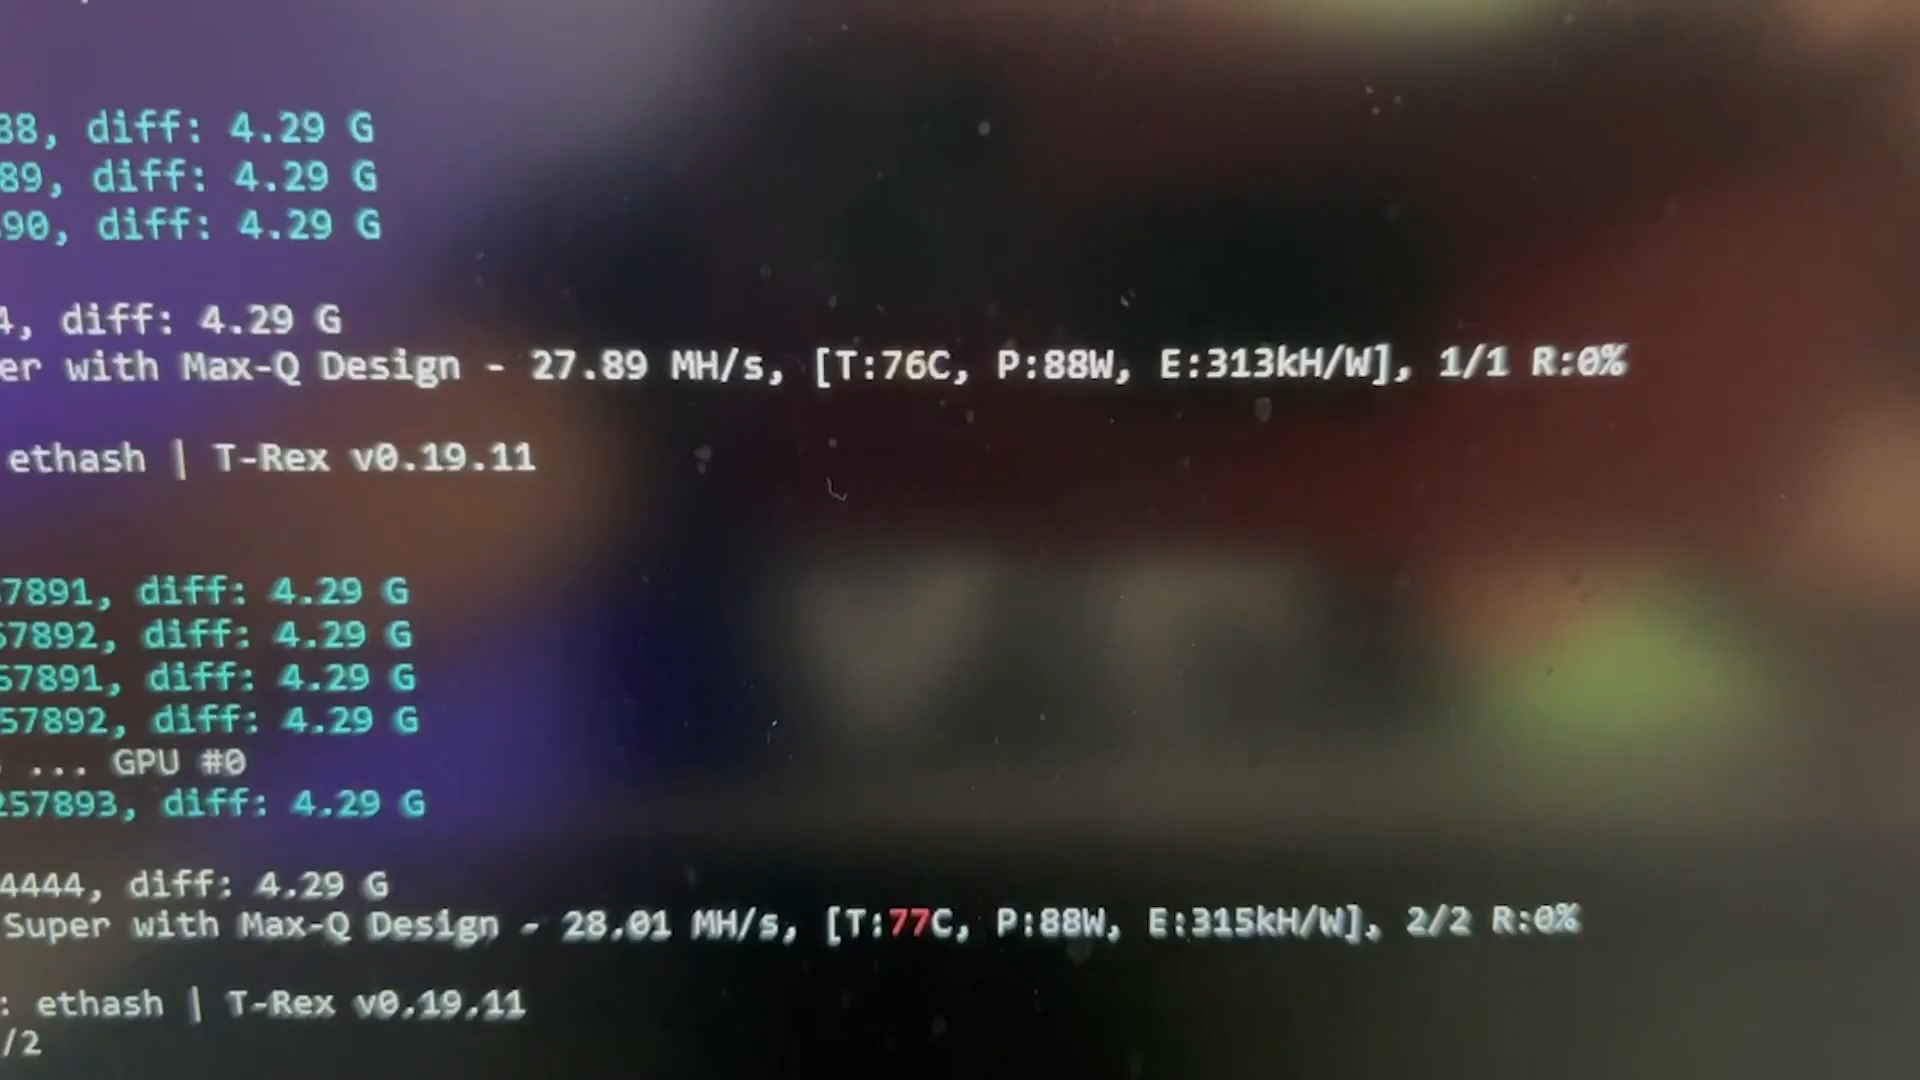 88, diff: 4.29 G
89, diff: 4.29 G
90, diff: 4.29 G
4, diff: 4.29 G
er with Max-Q Design - 27.89 MH/s, [T:76C, P:88W, E:313kH/W], 1/1 R:0%
ethash | T-Rex v0.19.11
7891, diff: 4.29 G
57892, diff: 4.29 G
57891, diff: 4.29 G
57892, diff: 4.29 G
... GPU #0
257893, diff: 4.29 G
4444, diff: 4.29 G
Super with Max-Q Design - 28.01 MH/s, [T:77C, P:88W, E:315kH/W], 2/2 R:0%
: ethash | T-Rex v0.19.11
/2